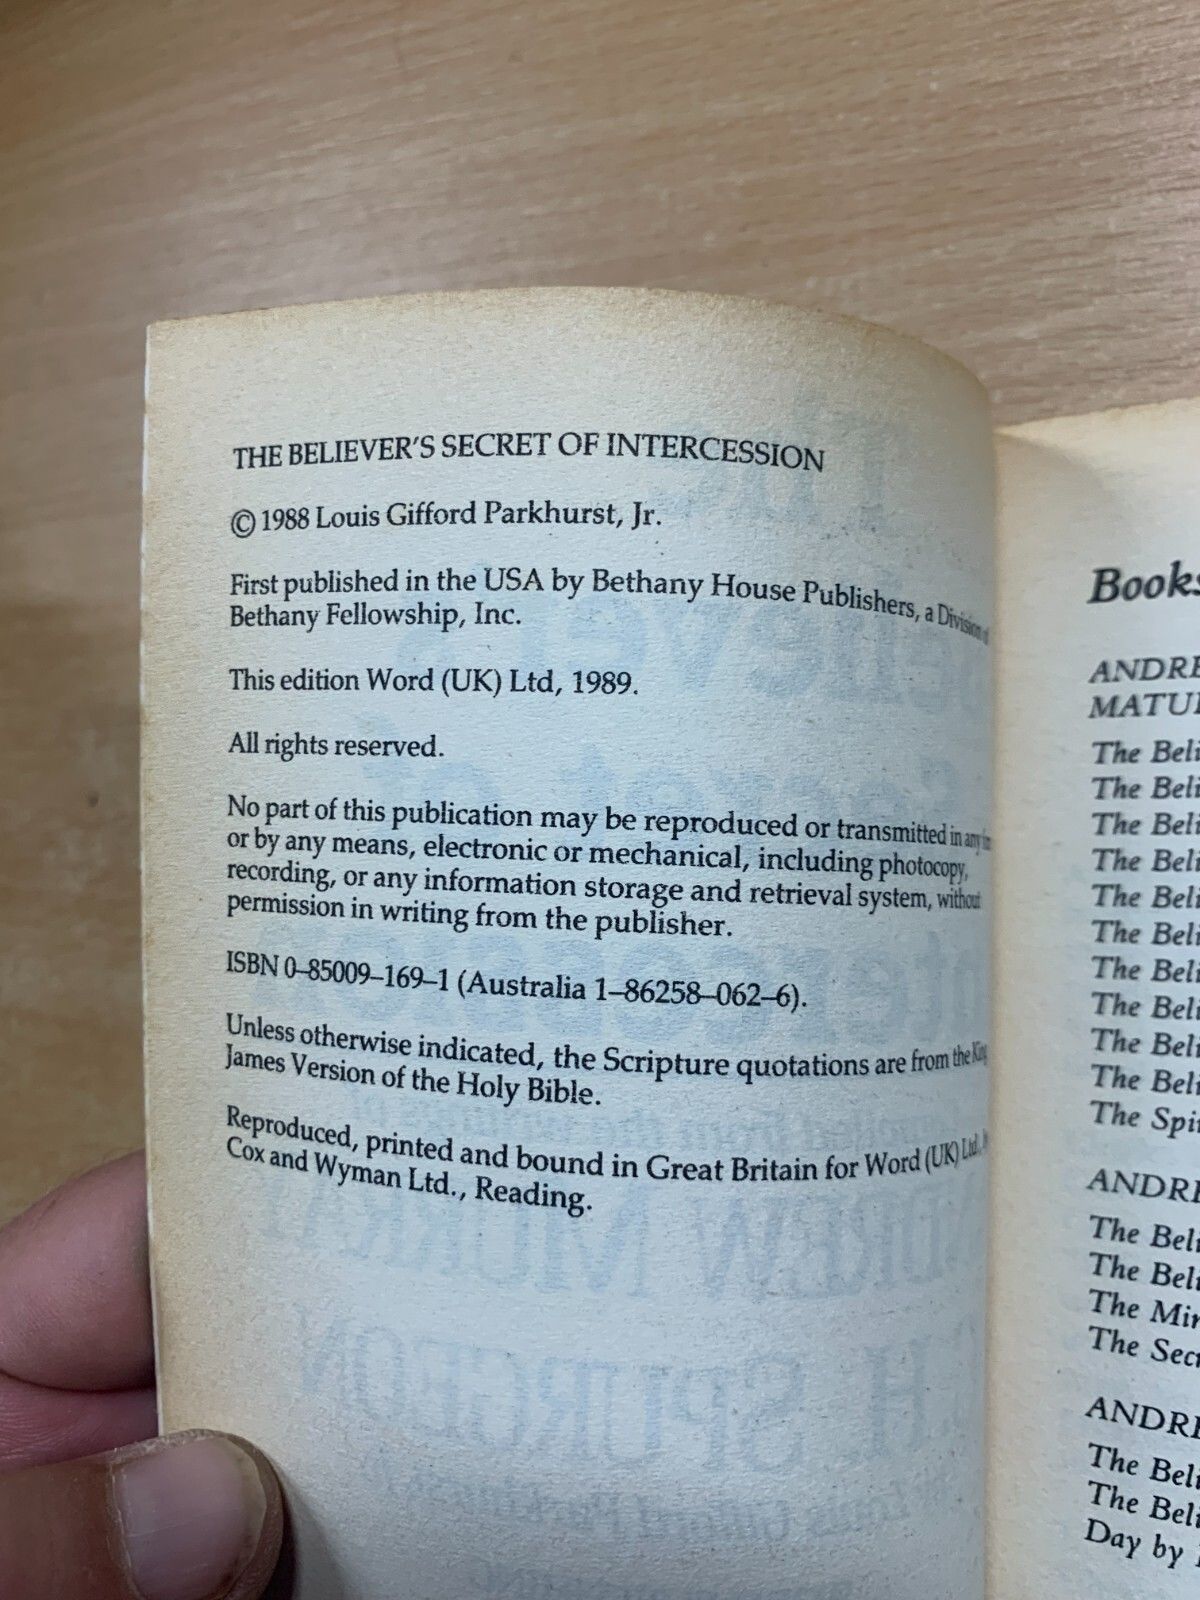 THE BELIEVER'S SECRET OF INTERCESSION
© 1988 Louis Gifford Parkhurst, Jr.
First published in the USA by Bethany House Publishers, a Division of
Bethany Fellowship, Inc.
This edition Word (UK) Ltd, 1989.
All rights reserved.
No part of this publication may be reproduced or transmitted in any
or by any means, electronic or mechanical, including photocopy,
recording, or any information storage and retrieval system, without
permission in writing from the publisher.
ISBN 0–85009–169–1 (Australia 1–86258–062–6).
Unless otherwise indicated, the Scripture quotations are from the King
James Version of the Holy Bible.
Reproduced, printed and bound in Great Britain for Word (UK) Ltd.,
Cox and Wyman Ltd., Reading.
Books
ANDRE
MATU
The Beli
The Beli
The Beli
The Beli
The Beli
The Beli
The Beli
The Beli
The Beli
The Beli
The Spi
ANDRE
The Beli
The Beli
The Mir
The Sec
ANDRE
The Beli
The Beli
Day by